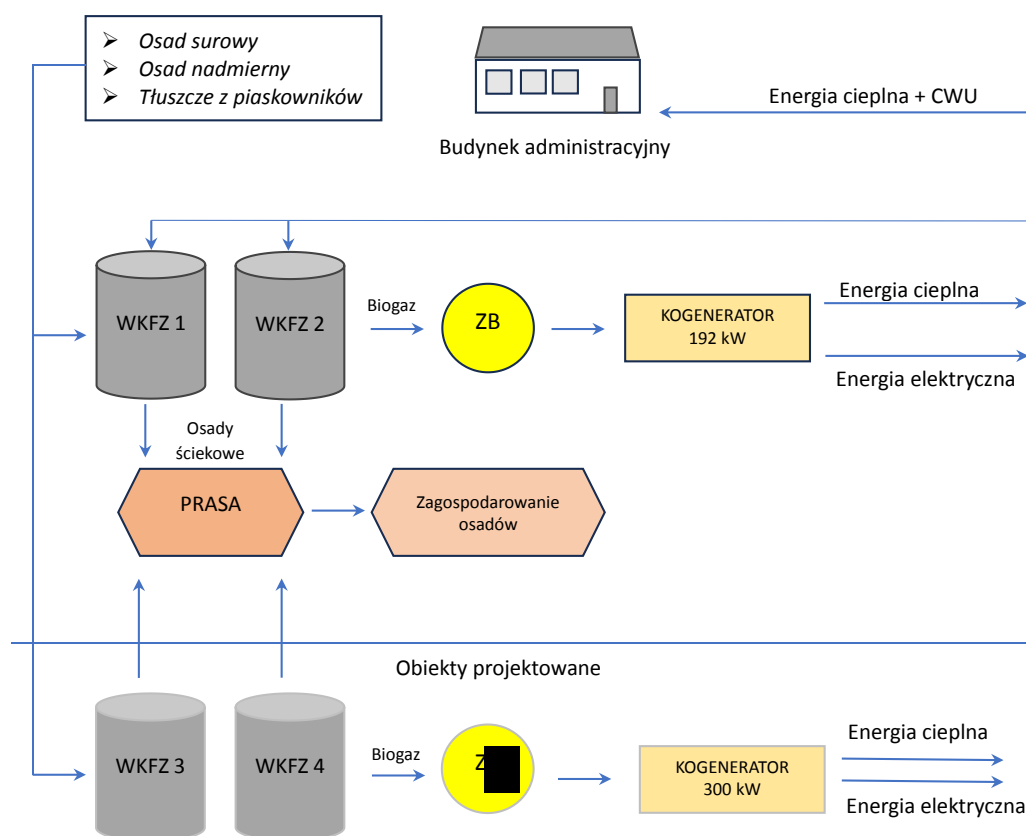 Osad surowy
Osad nadmierny
Tłuszcze z piaskowników
Energia cieplna + CWU
Budynek administracyjny
WKFZ 1
WKFZ 2
Biogaz
ZB
KOGENERATOR
192 kW
Energia cieplna
Energia elektryczna
Osady
ściekowe
PRASA
Zagospodarowanie
osadów
Obiekty projektowane
WKFZ 3
WKFZ 4
Biogaz
KOGENERATOR
300 kW
Energia cieplna
Energia elektryczna